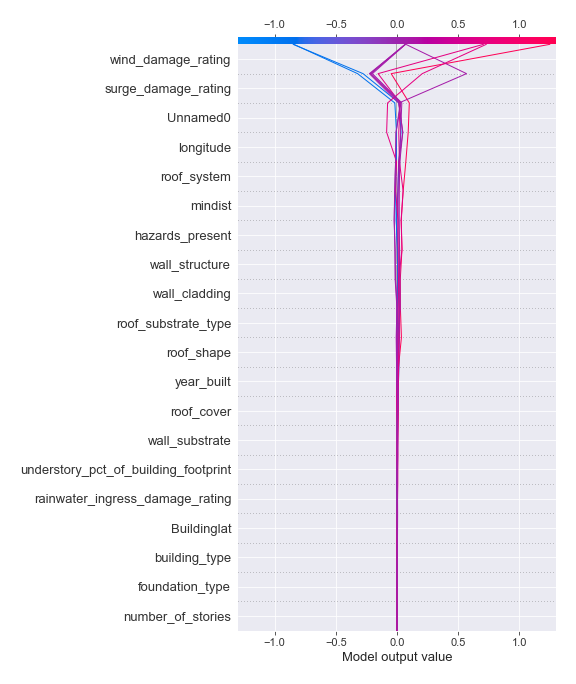 −1.0 −0.5 0.0 0.5 1.0
wind_damage_rating
surge_damage_rating
Unnamed0
longitude
roof_system
mindist
hazards_present
wall_structure
wall_cladding
roof_substrate_type
roof_shape
year_built
roof_cover
wall_substrate
understory_pct_of_building_footprint
rainwater_ingress_damage_rating
Buildinglat
building_type
foundation_type
number_of_stories
−1.0 −0.5 0.0 0.5 1.0
Model output value